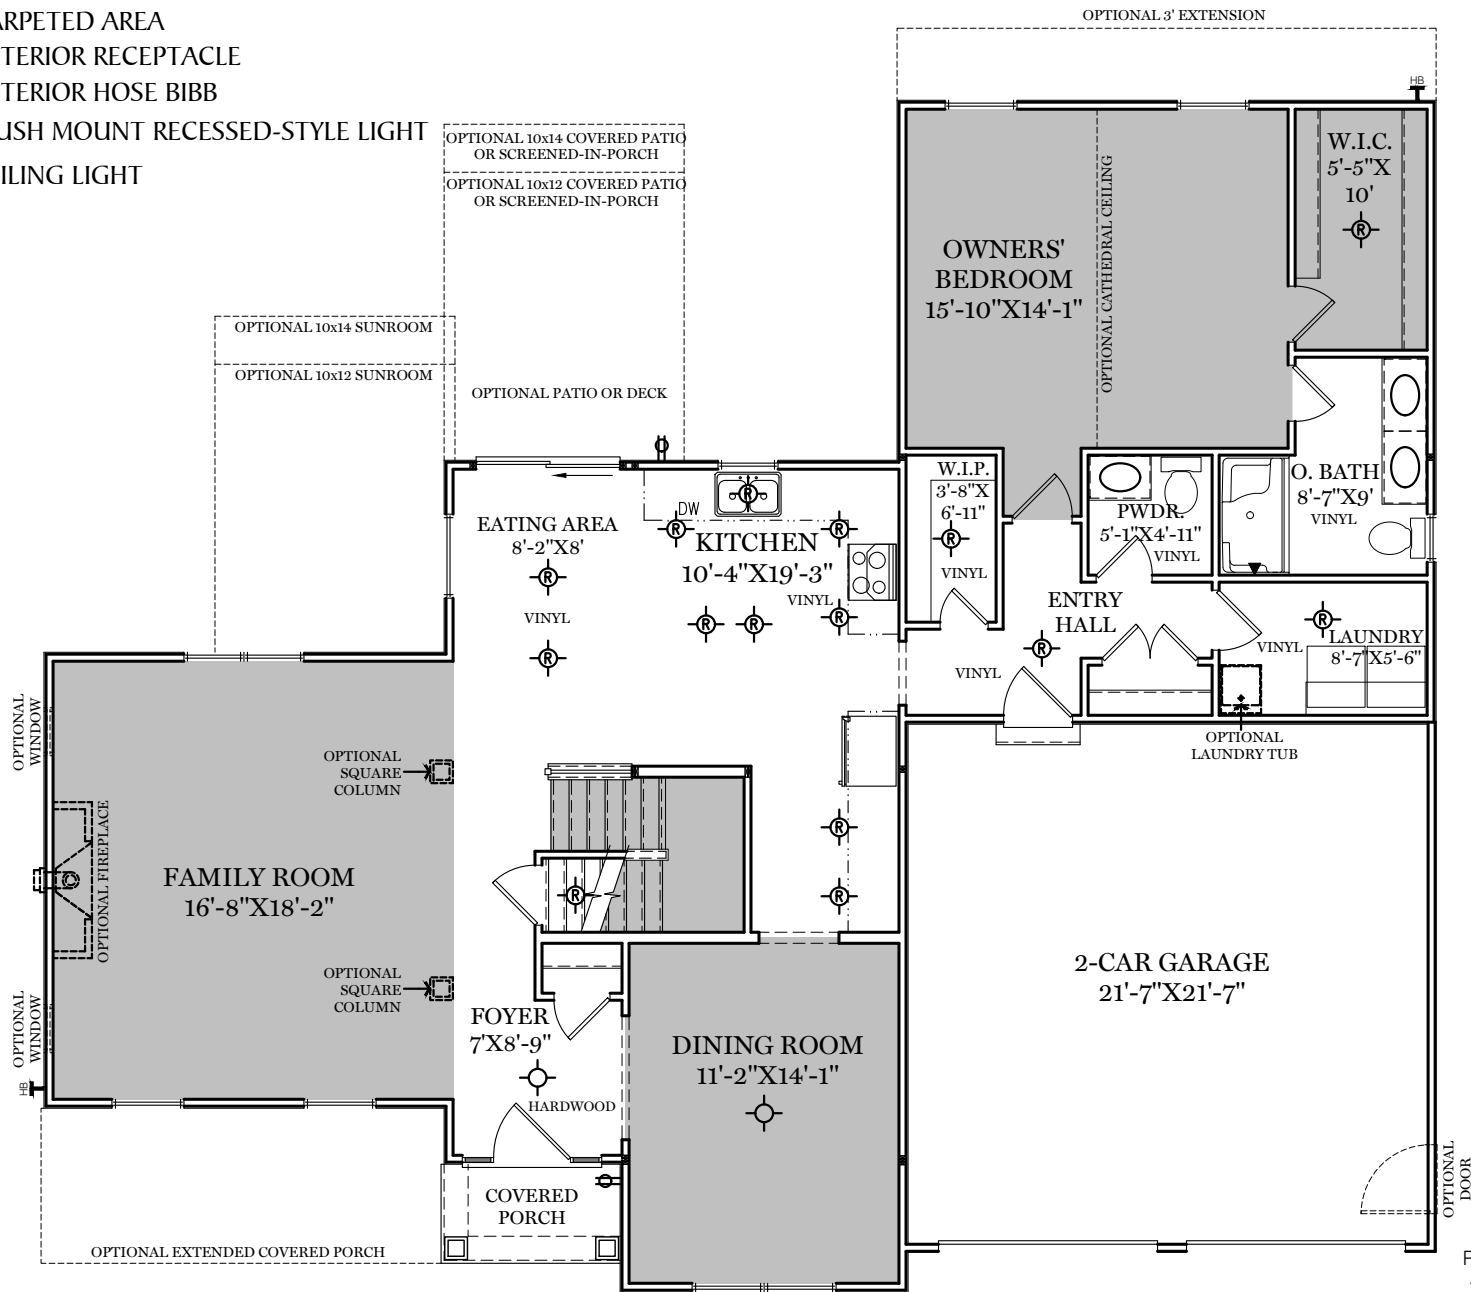 ARPETED AREA
TERIOR RECEPTACLE
TERIOR HOSE BIBB
USH MOUNT RECESSED-STYLE LIGHT
ILING LIGHT
OPTIONAL 3' EXTENSION
HB
OPTIONAL 10x14 COVERED PATIO
OR SCREENED-IN-PORCH
OPTIONAL 10x12 COVERED PATIO
OR SCREENED-IN-PORCH
W.I.C.
5'-5"X
10'
R
OWNERS'
BEDROOM
15'-10"X14'-1"
OPTIONAL CATHEDRAL CEILING
OPTIONAL 10x14 SUNROOM
OPTIONAL 10x12 SUNROOM
OPTIONAL PATIO OR DECK
W.I.P.
3'-8"X
6'-11"
R
VINYL
O. BATH
8'-7"X9'
VINYL
PWDR.
5'-1"X4'-11"
VINYL
R
DW
R
R
EATING AREA
8'-2"X8'
R
VINYL
R
KITCHEN
10'-4"X19'-3"
VINYL
R
R
R
ENTRY
HALL
R
VINYL
R
LAUNDRY
8'-7"X5'-6"
VINYL
OPTIONAL
LAUNDRY TUB
OPTIONAL
WINDOW
OPTIONAL
SQUARE
COLUMN
OPTIONAL FIREPLACE
FAMILY ROOM
16'-8"X18'-2"
R
R
R
2-CAR GARAGE
21'-7"X21'-7"
OPTIONAL
SQUARE
COLUMN
OPTIONAL
WINDOW
HB
FOYER
7'X8'-9"
HARDWOOD
DINING ROOM
11'-2"X14'-1"
OPTIONAL
DOOR
COVERED
PORCH
OPTIONAL EXTENDED COVERED PORCH